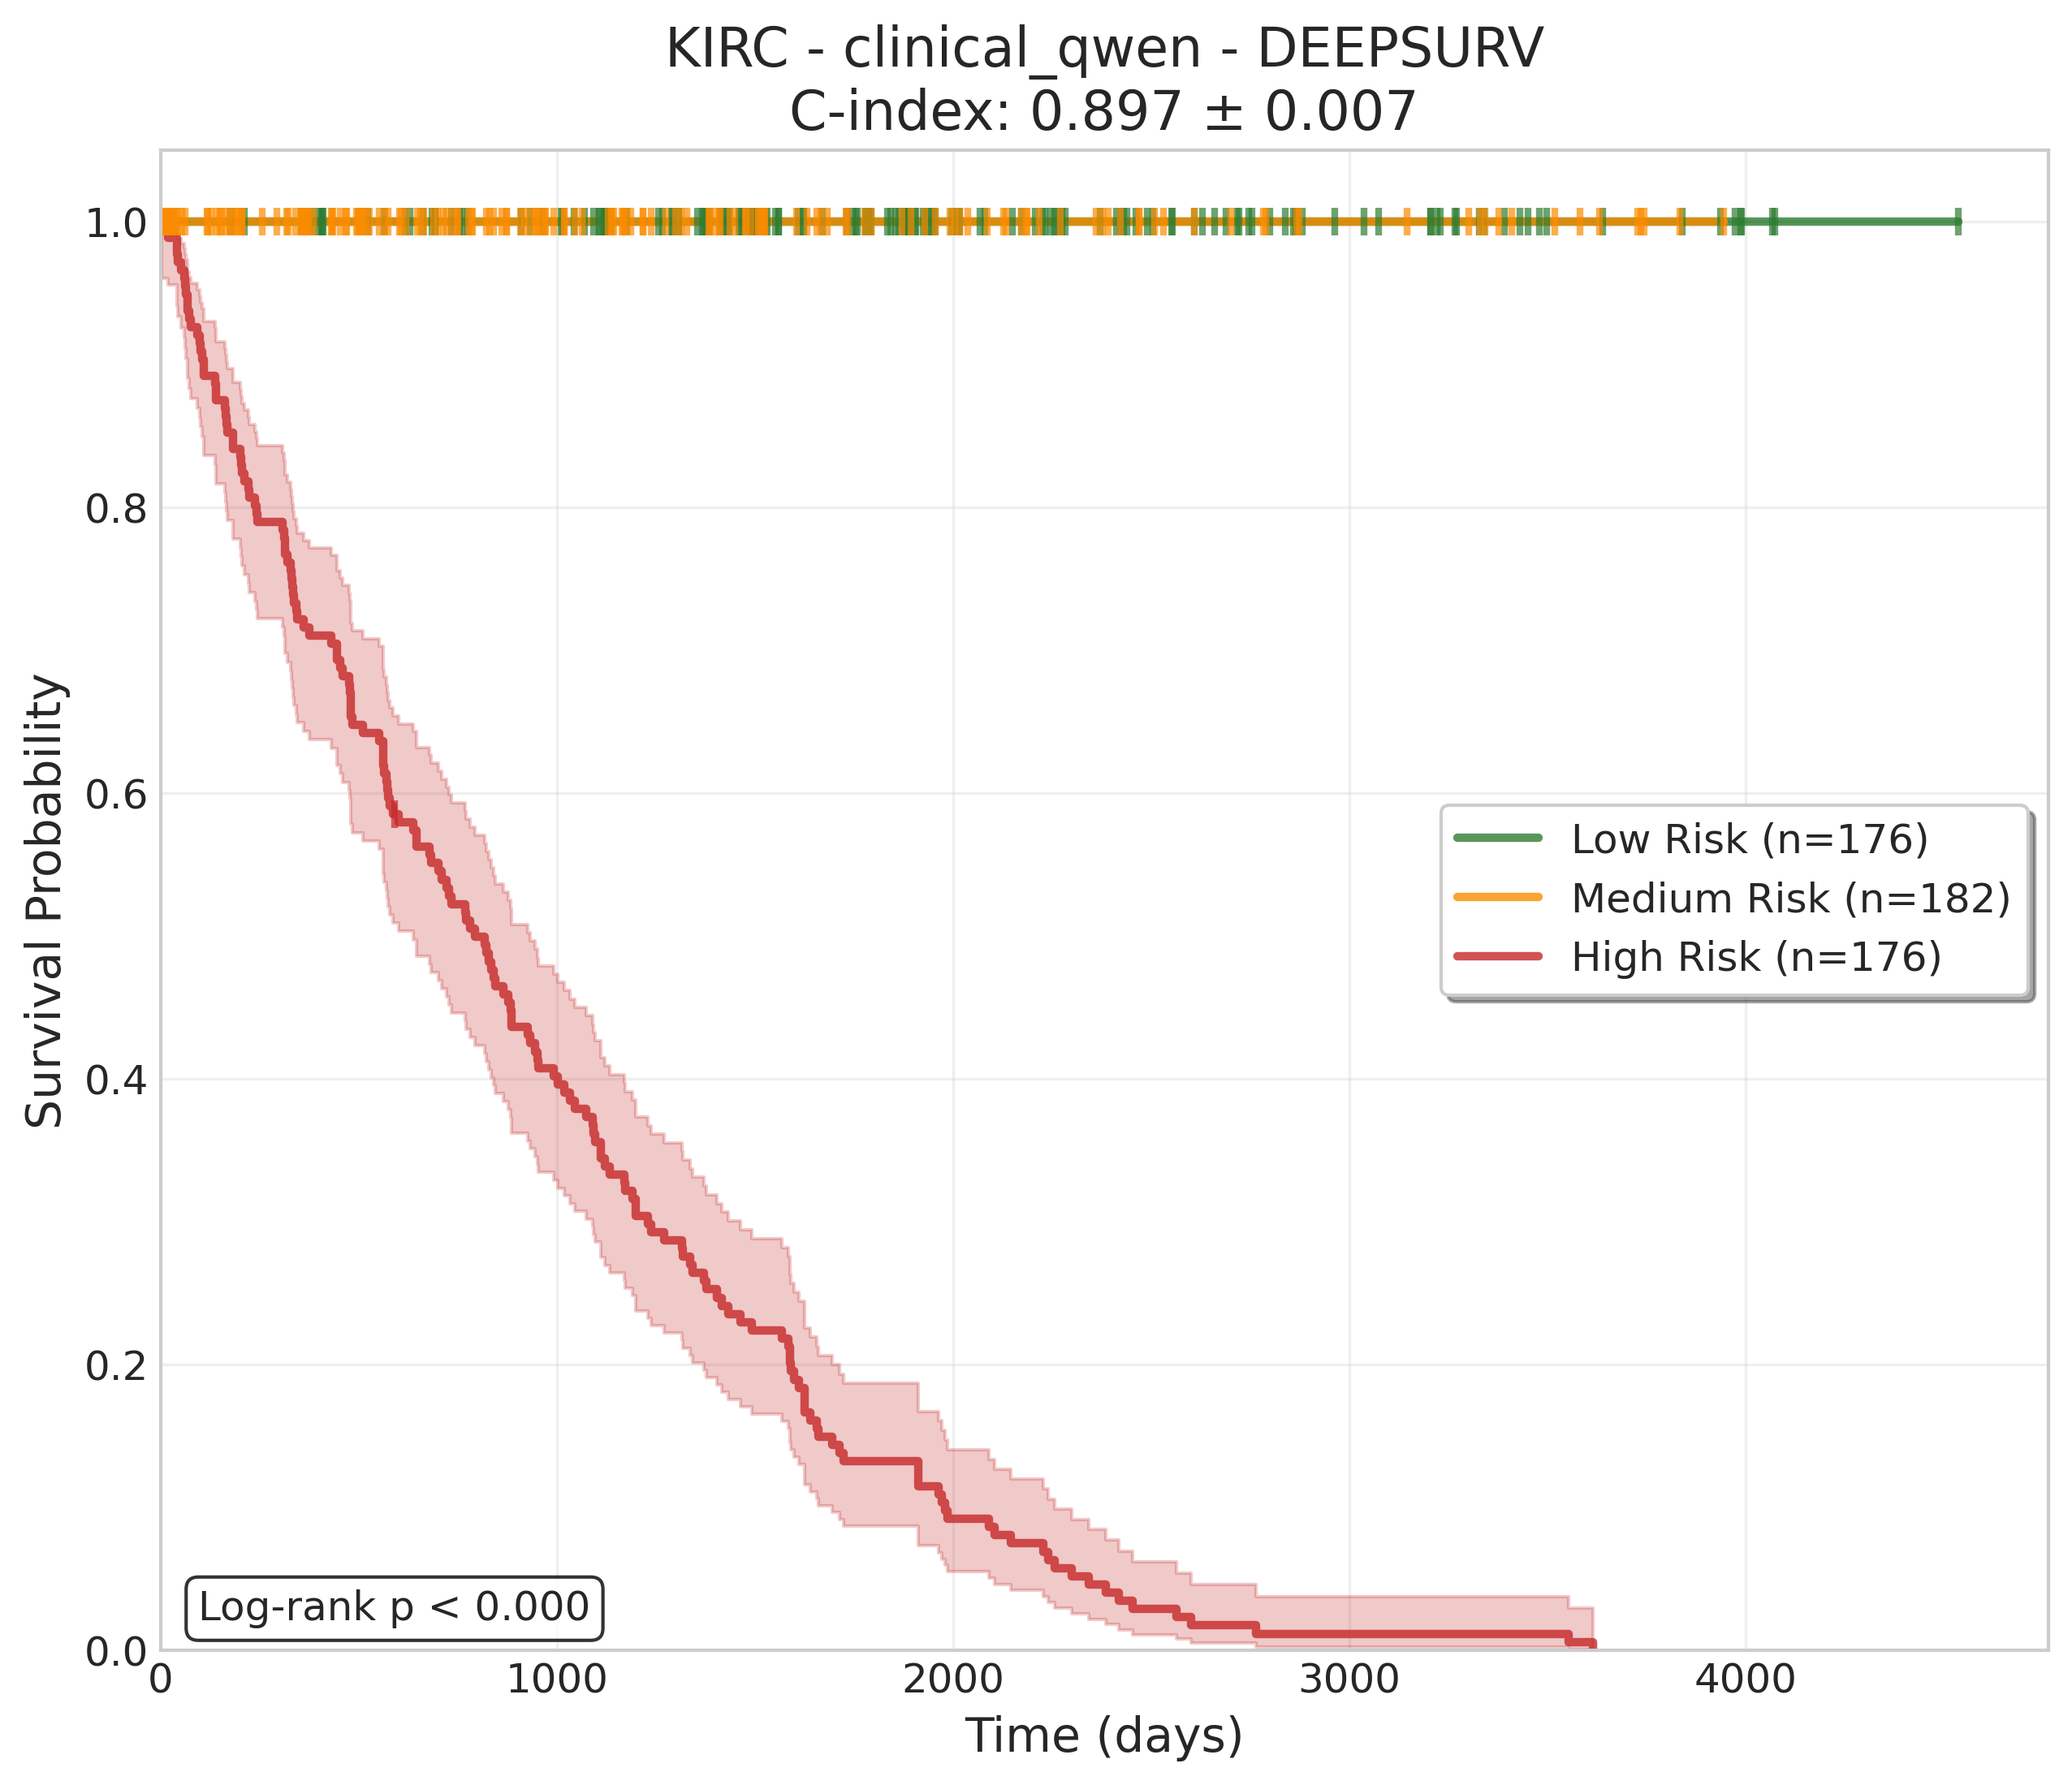 KIRC - clinical_qwen - DEEPSURV
C-index: 0.897 ± 0.007
Survival Probability
1.0
0.8
0.6
0.4
0.2
0.0
Low Risk (n=176)
Medium Risk (n=182)
High Risk (n=176)
Log-rank p < 0.000
0
1000
2000
3000
4000
Time (days)